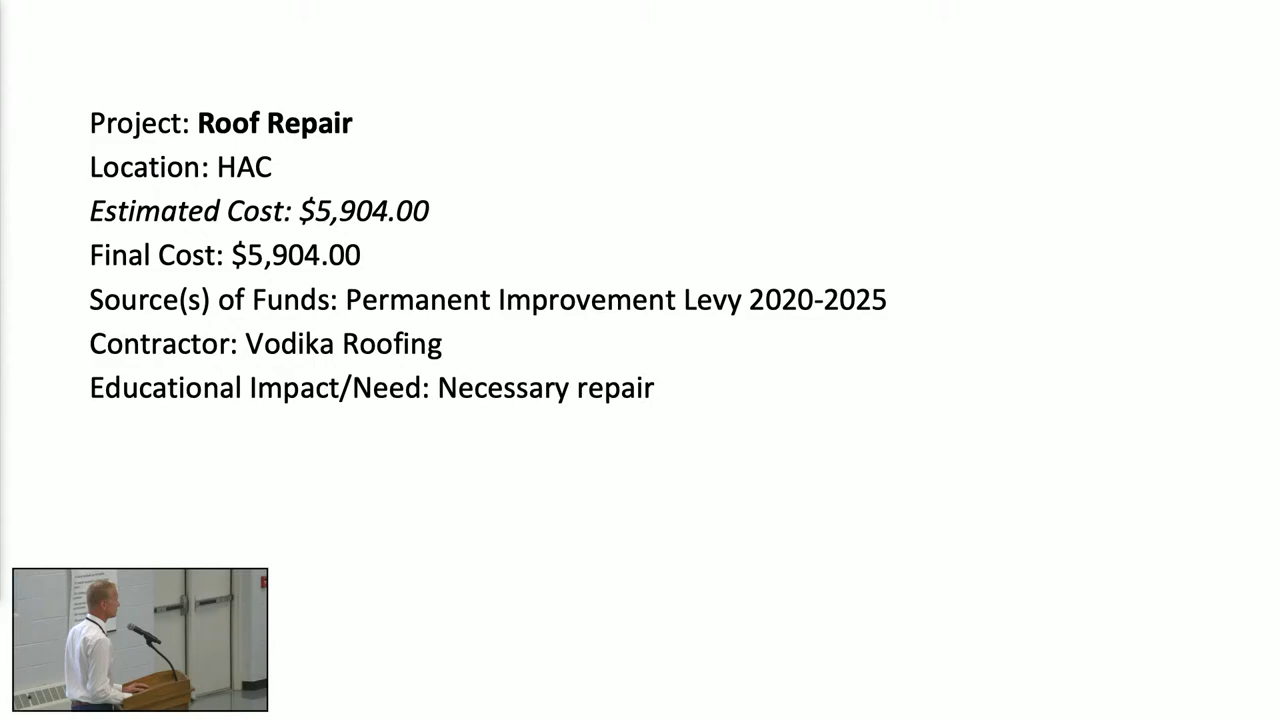 Project: Roof Repair
Location: HAC
Estimated Cost: $5,904.00
Final Cost: $5,904.00
Source(s) of Funds: Permanent Improvement Levy 2020-2025
Contractor: Vodika Roofing
Educational Impact/Need: Necessary repair